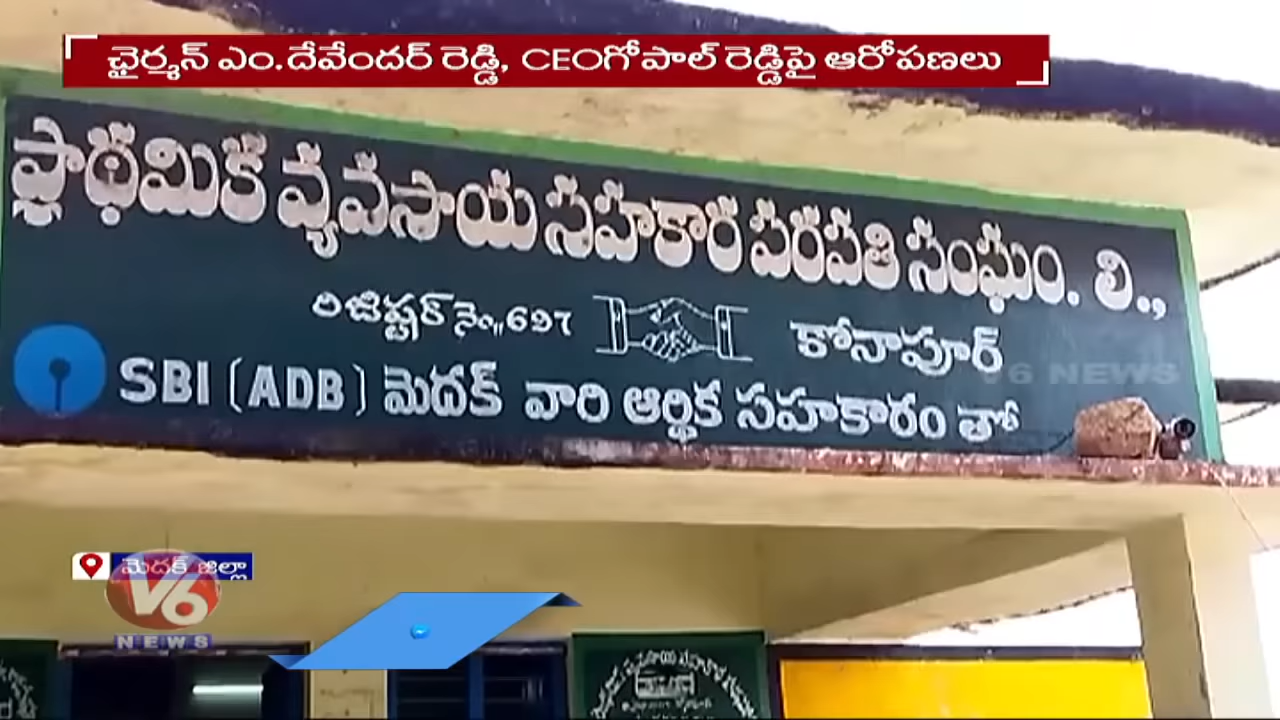 ఛైర్మన్ ఎం.దేవేందర్ రెడ్డి, CEOగోపాల్ రెడ్డిపై ఆరోపణలు
ప్రాథమిక వ్యవసాయ సహకార పరపతి సంఘం. లి.,
రిజిష్టర్ నెం,,697 కోనాపూర్
SBI (ADB) మెదక్ వారి ఆర్థిక సహకారం తో
V6 NEWS
మెదక్ జిల్లా
V6
NEWS